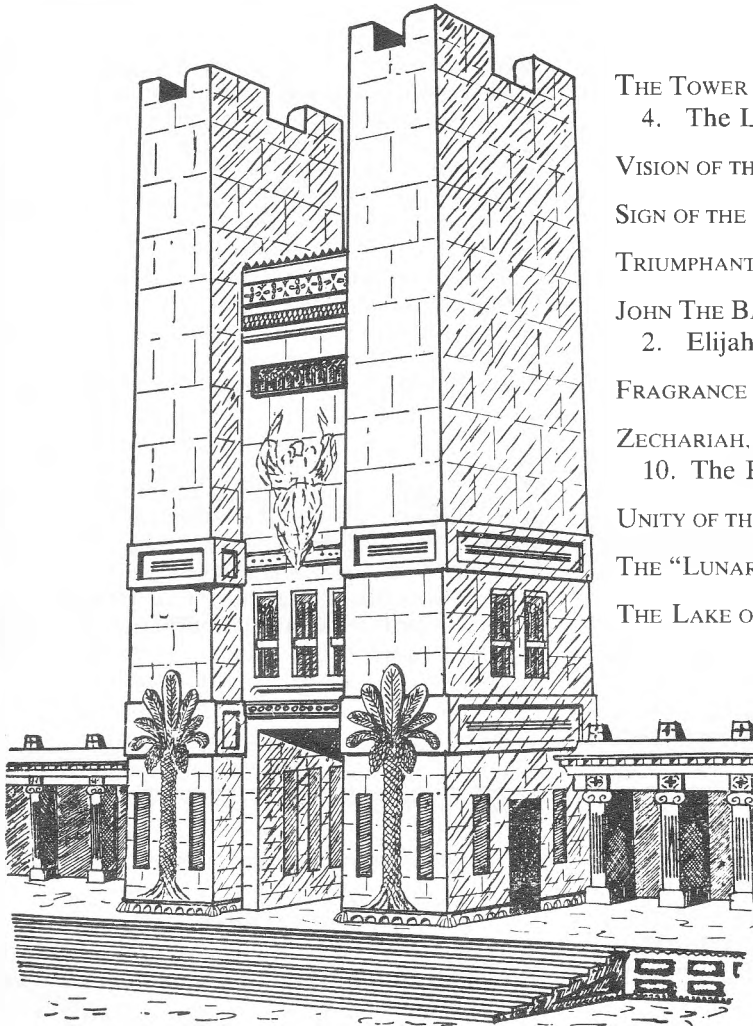 THE TOWER
4. The L
VISION OF TH
SIGN OF THE
TRIUMPHANT
JOHN THE BA
2. Elijah
FRAGRANCE
ZECHARIAH,
10. The
UNITY OF TH
THE “LUNAR
THE LAKE O